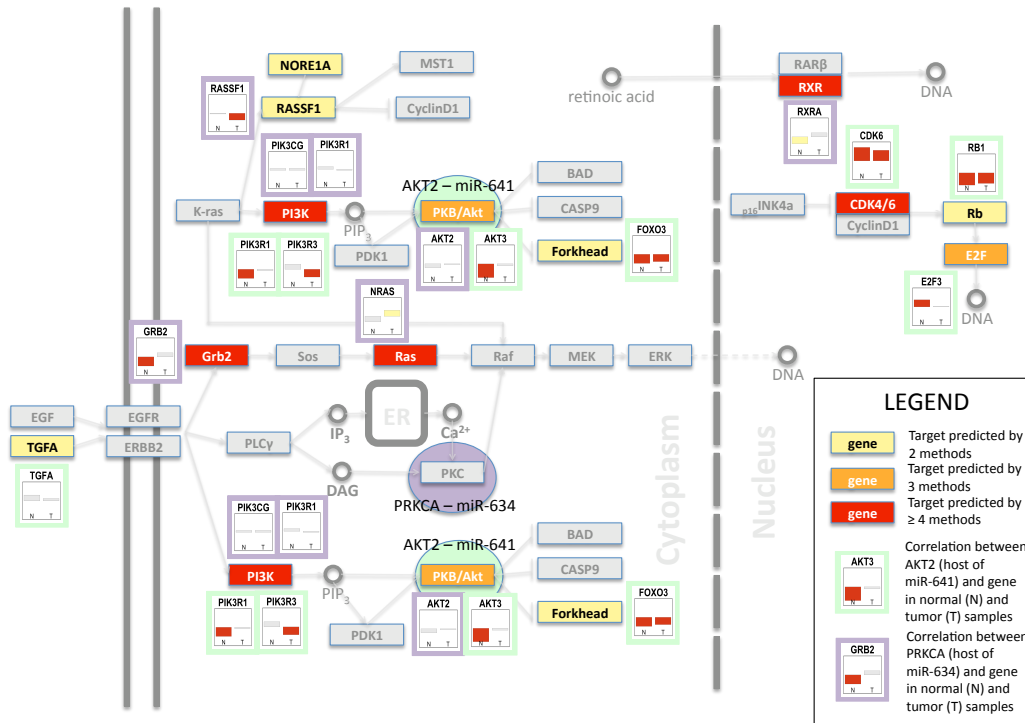 NORE1A
MST1
RASSF1
RASSF1
CyclinD1
N T
PIK3CG
PIK3R1
N T
N T
AKT2 – miR-641
BAD
K-ras
PI3K
PIP3
PKB/Akt
CASP9
PDK1
Forkhead
PIK3R1
PIK3R3
N T
N T
AKT2
AKT3
N T
N T
FOXO3
N T
NRAS
N T
GRB2
N T
Grb2
Sos
Ras
Raf
MEK
ERK
DNA
EGF
EGFR
TGFA
ERBB2
TGFA
N T
PLCγ
IP3
ER
Ca2+
DAG
PKC
PRKCA – miR-634
PIK3CG
PIK3R1
N T
N T
AKT2 – miR-641
BAD
PI3K
PIP3
PKB/Akt
CASP9
PDK1
Forkhead
PIK3R1
PIK3R3
N T
N T
AKT2
AKT3
N T
N T
FOXO3
N T
Cytoplasm
Nucleus
retinoic acid
RARβ
RXR
DNA
RXRA
N T
CDK6
N T
RB1
N T
p16INK4a
CDK4/6
CyclinD1
Rb
E2F
E2F3
N T
DNA
LEGEND
gene
Target predicted by
2 methods
gene
Target predicted by
3 methods
gene
Target predicted by
≥ 4 methods
AKT3
N T
Correlation between
AKT2 (host of
miR-641) and gene
in normal (N) and
tumor (T) samples
GRB2
N T
Correlation between
PRKCA (host of
miR-634) and gene
in normal (N) and
tumor (T) samples